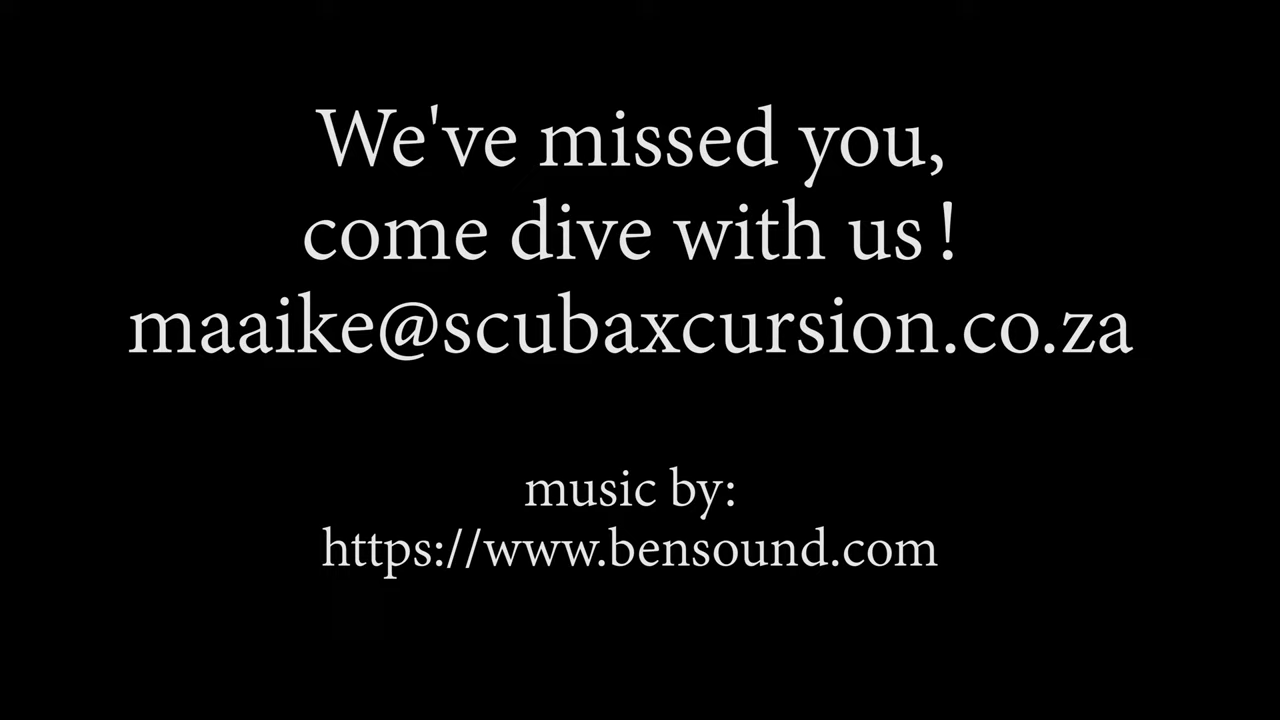 We've missed you,
come dive with us !
maaike@scubaxcursion.co.za
music by:
https://www.bensound.com